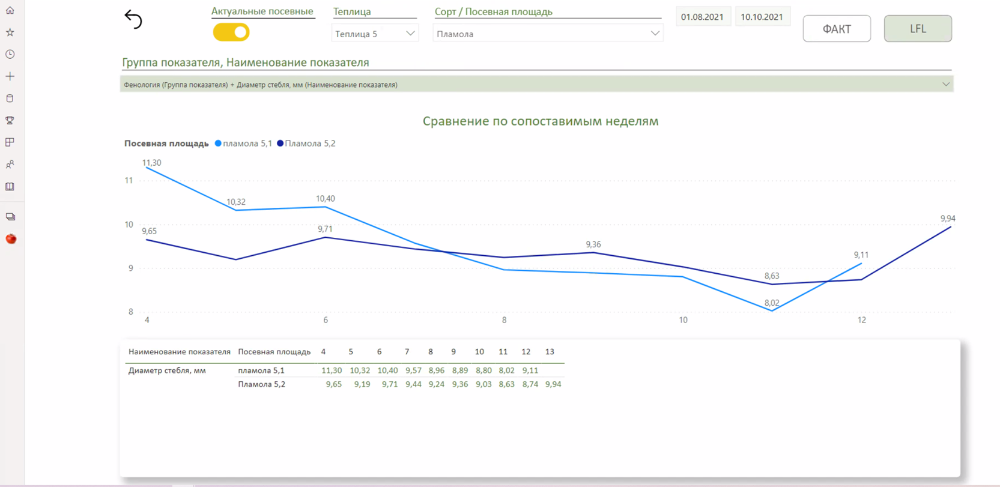 Актуальные посевные
Теплица
Сорт / Посевная площадь
01.08.2021
10.10.2021
ФАКТ
LFL
Теплица 5
Пламола
Группа показателя, Наименование показателя
Фенология (Группа показателя) + Диаметр стебля, мм (Наименование показателя)
Сравнение по сопоставимым неделям
Посевная площадь пламола 5,1 Пламола 5,2
11,30
11
10,32
10,40
10
9,65
9,71
9,94
9,36
9,11
9
8,63
8,02
8
4 6 8 10 12
Наименование показателя Посевная площадь 4 5 6 7 8 9 10 11 12 13
Диаметр стебля, мм пламола 5,1 11,30 10,32 10,40 9,57 8,96 8,89 8,80 8,02 9,11
Пламола 5,2 9,65 9,19 9,71 9,44 9,24 9,36 9,03 8,63 8,74 9,94